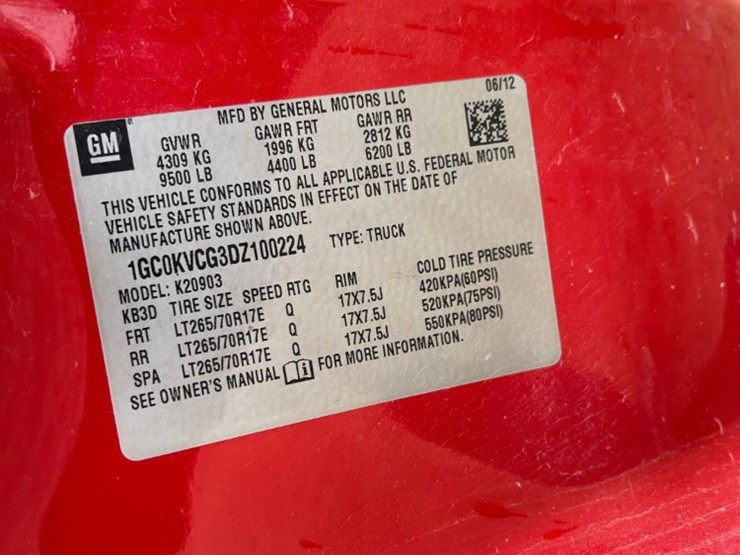 06/12
GM
MFD BY GENERAL MOTORS LLC
GVWR GAWR FRT GAWR RR
4309 KG 1996 KG 2812 KG
9500 LB 4400 LB 6200 LB
THIS VEHICLE CONFORMS TO ALL APPLICABLE U.S. FEDERAL MOTOR
VEHICLE SAFETY STANDARDS IN EFFECT ON THE DATE OF
MANUFACTURE SHOWN ABOVE.
1GC0KVCG3DZ100224 TYPE: TRUCK
MODEL: K20903
KB3D TIRE SIZE SPEED RTG RIM COLD TIRE PRESSURE
FRT LT265/70R17E Q 17X7.5J 420KPA(60PSI)
RR LT265/70R17E Q 17X7.5J 520KPA(75PSI)
SPA LT265/70R17E Q 17X7.5J 550KPA(80PSI)
SEE OWNER'S MANUAL i FOR MORE INFORMATION.